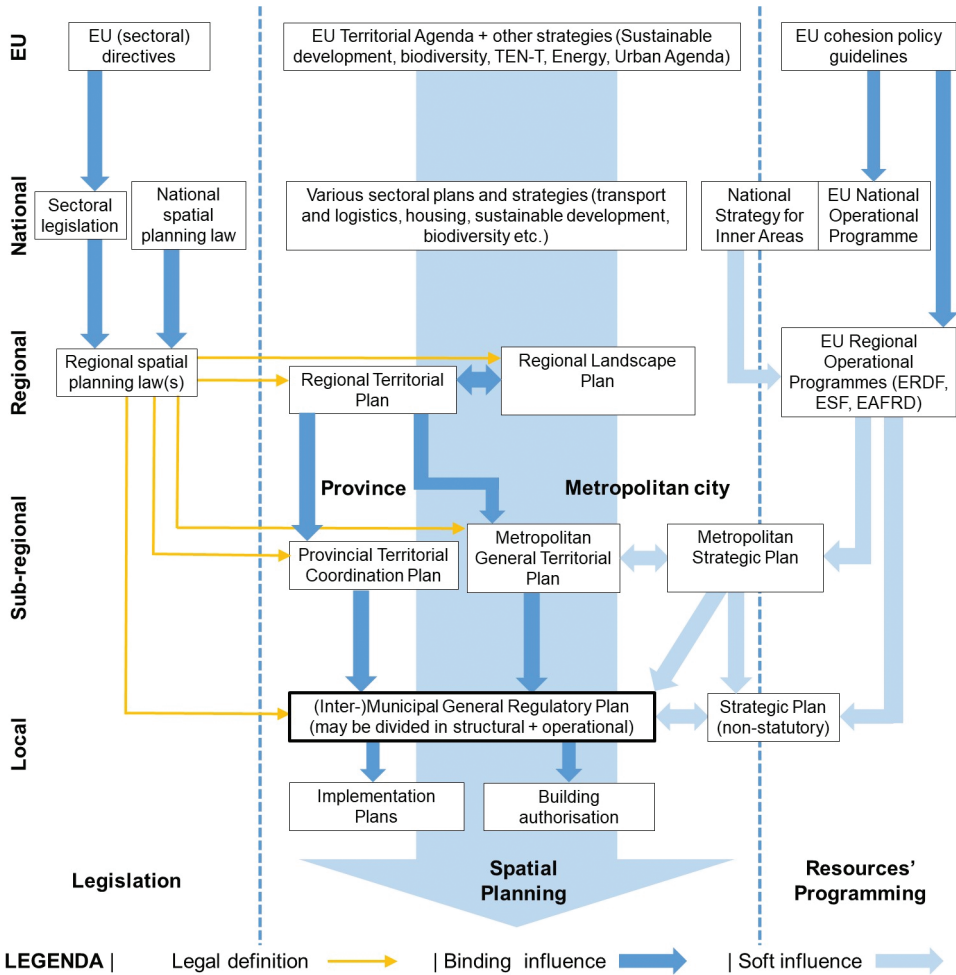 EU
EU (sectoral)
directives
EU Territorial Agenda + other strategies (Sustainable
development, biodiversity, TEN-T, Energy, Urban Agenda)
EU cohesion policy
guidelines
National
Sectoral
legislation
National
spatial
planning law
Various sectoral plans and strategies (transport
and logistics, housing, sustainable development,
biodiversity etc.)
National
Strategy for
Inner Areas
EU National
Operational
Programme
Regional
Regional spatial
planning law(s)
Regional Territorial
Plan
Regional Landscape
Plan
EU Regional
Operational
Programmes (ERDF,
ESF, EAFRD)
Sub-regional
Province
Metropolitan city
Provincial Territorial
Coordination Plan
Metropolitan
General Territorial
Plan
Metropolitan
Strategic Plan
Local
(Inter-)Municipal General Regulatory Plan
(may be divided in structural + operational)
Strategic Plan
(non-statutory)
Implementation
Plans
Building
authorisation
Legislation
Spatial
Planning
Resources’
Programming
LEGENDA | Legal definition | Binding influence | Soft influence